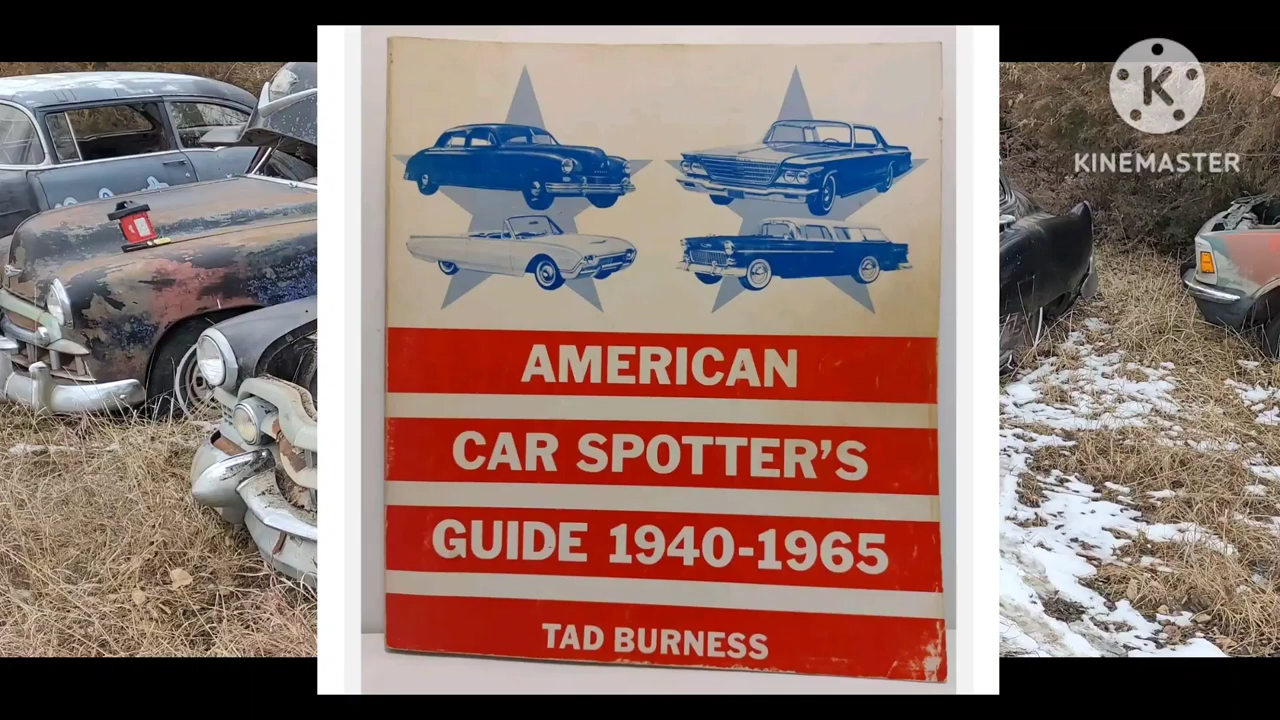 K
KINEMASTER
AMERICAN
CAR SPOTTER'S
GUIDE 1940-1965
TAD BURNESS